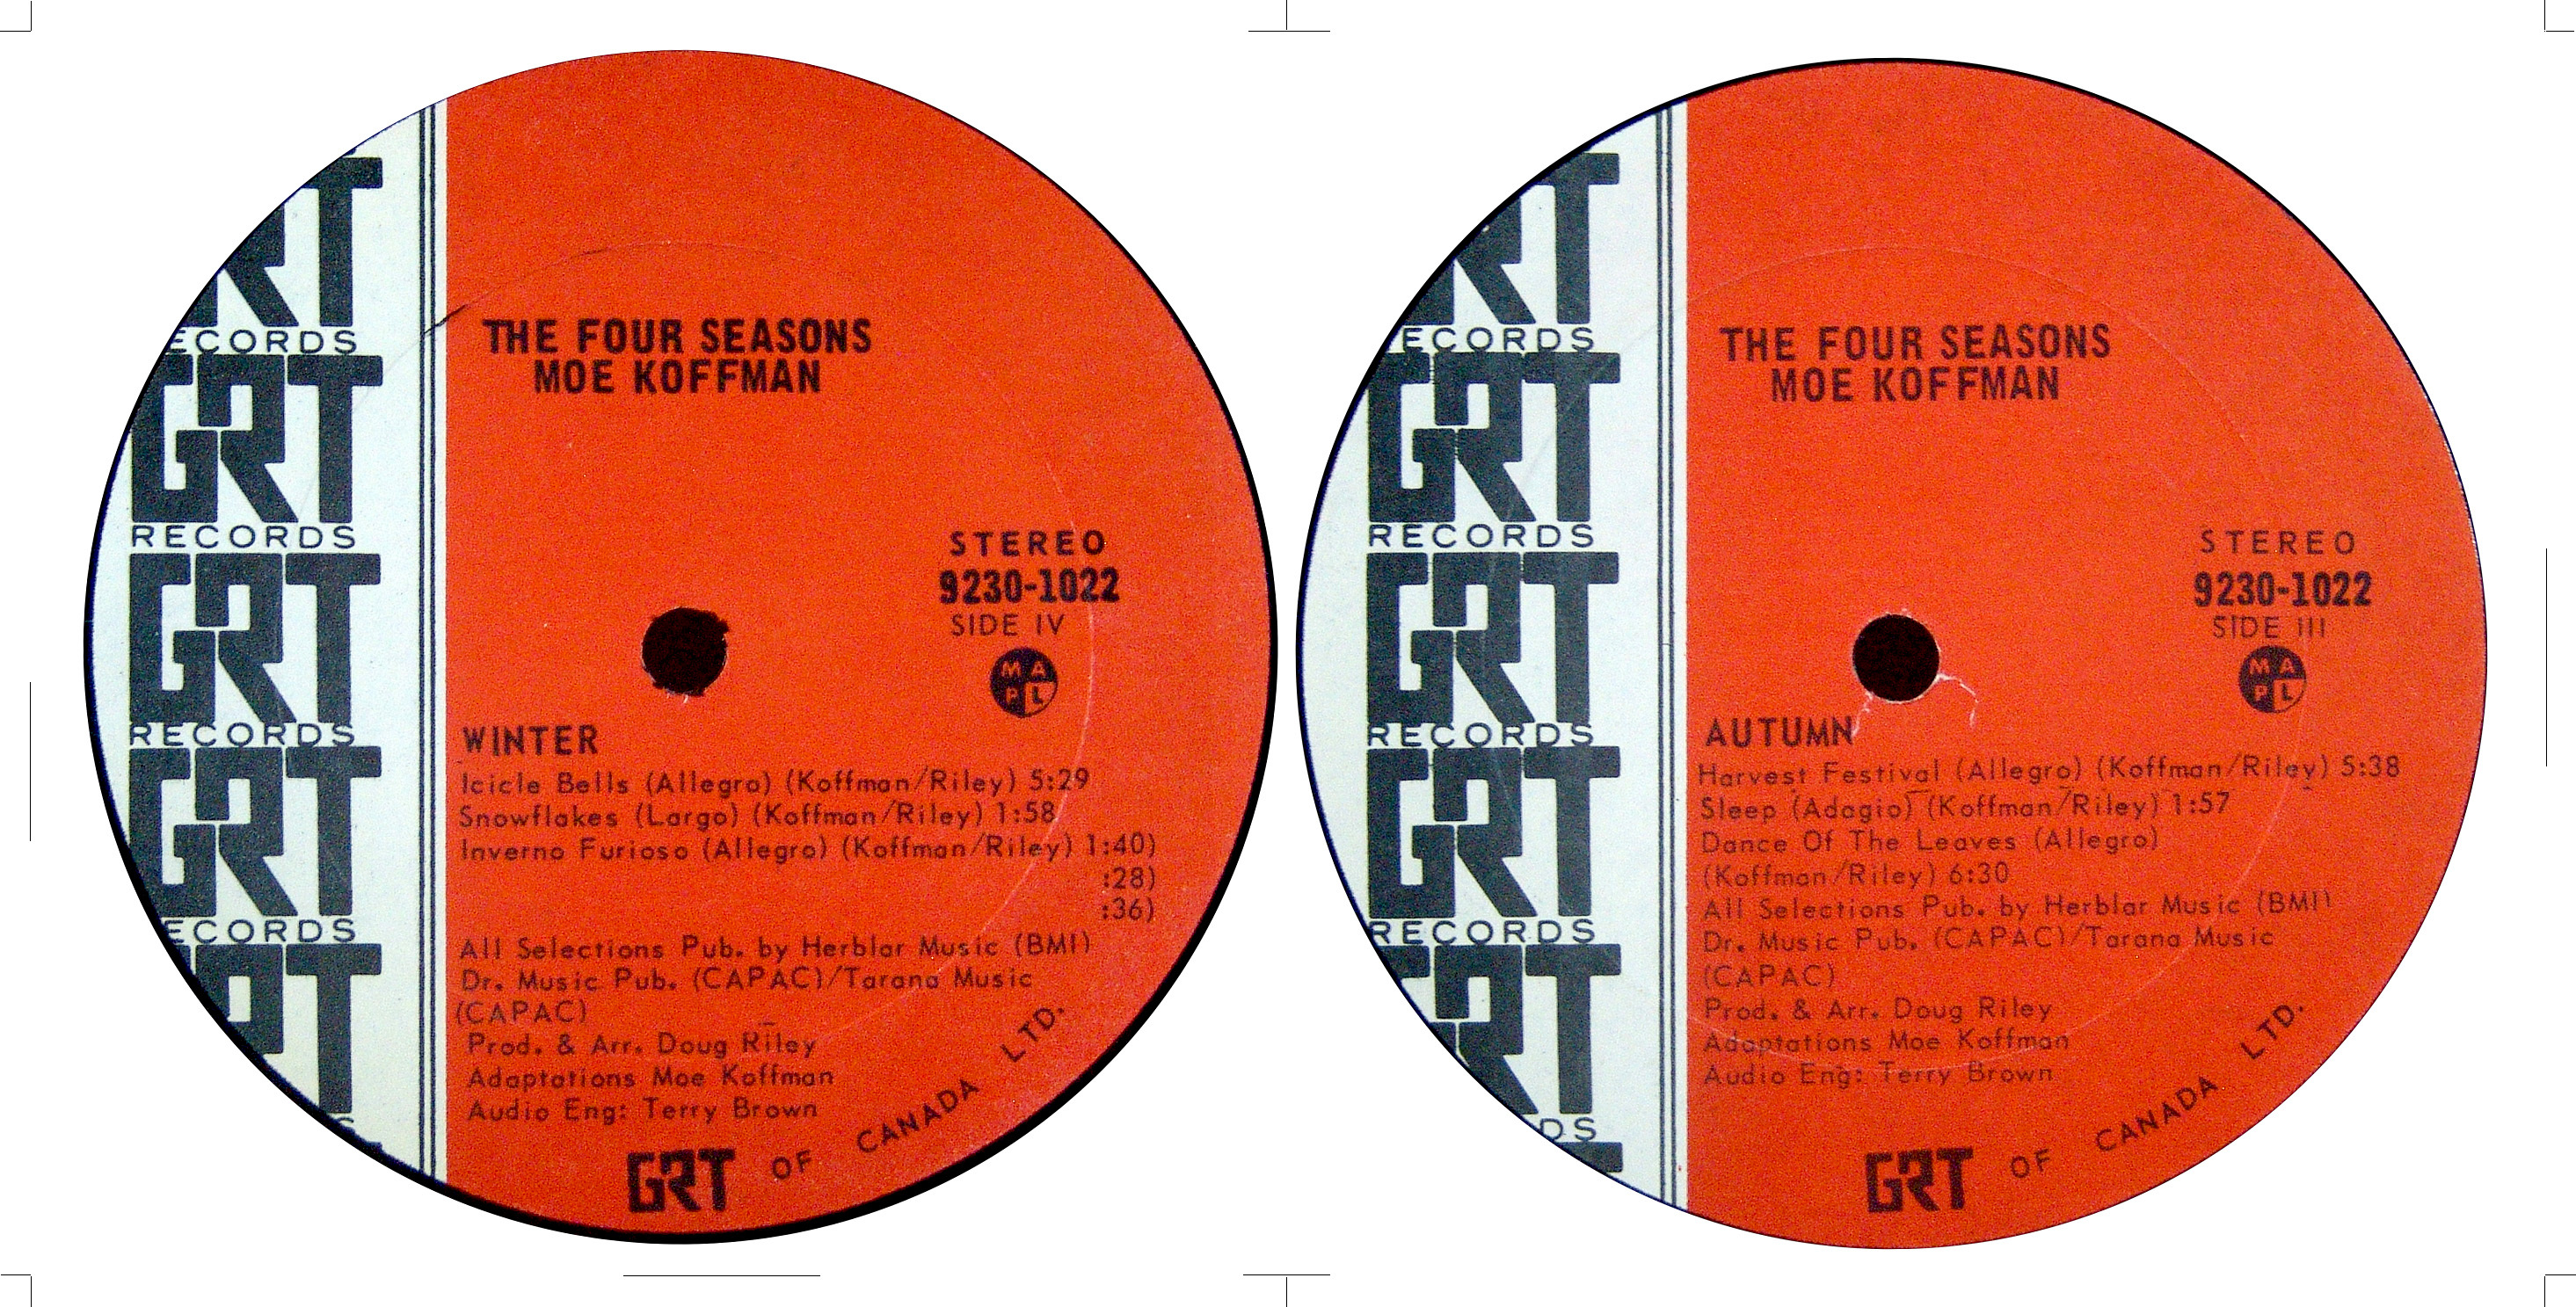 RT
ECORDS
GRT
RECORDS
GRT
RECORDS
GRT
ECORDS
RT
THE FOUR SEASONS
MOE KOFFMAN
STEREO
9230-1022
SIDE IV
M A
P L
WINTER
Icicle Bells (Allegro) (Koffman/Riley) 5:29
Snowflakes (Largo) (Koffman/Riley) 1:58
Inverno Furioso (Allegro) (Koffman/Riley) 1:40)
:28)
:36)
All Selections Pub. by Herblar Music (BMI)
Dr. Music Pub. (CAPAC)/Tarana Music
(CAPAC)
Prod. & Arr. Doug Riley
Adaptations Moe Koffman
Audio Eng: Terry Brown
GRT OF CANADA LTD.
RT
ECORDS
GRT
RECORDS
GRT
RECORDS
GRT
RECORDS
GRT
DS
THE FOUR SEASONS
MOE KOFFMAN
STEREO
9230-1022
SIDE III
M A
P L
AUTUMN
Harvest Festival (Allegro) (Koffman/Riley) 5:38
Sleep (Adagio) (Koffman/Riley) 1:57
Dance Of The Leaves (Allegro)
(Koffman/Riley) 6:30
All Selections Pub. by Herblar Music (BMI)
Dr. Music Pub. (CAPAC)/Tarana Music
(CAPAC)
Prod. & Arr. Doug Riley
Adaptations Moe Koffman
Audio Eng: Terry Brown
GRT OF CANADA LTD.